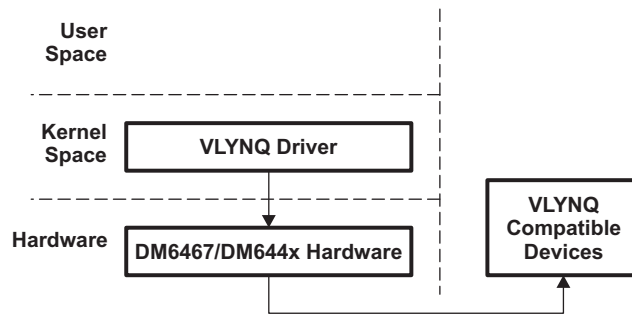 User
Space
Kernel
Space
VLYNQ Driver
Hardware
DM6467/DM644x Hardware
VLYNQ
Compatible
Devices